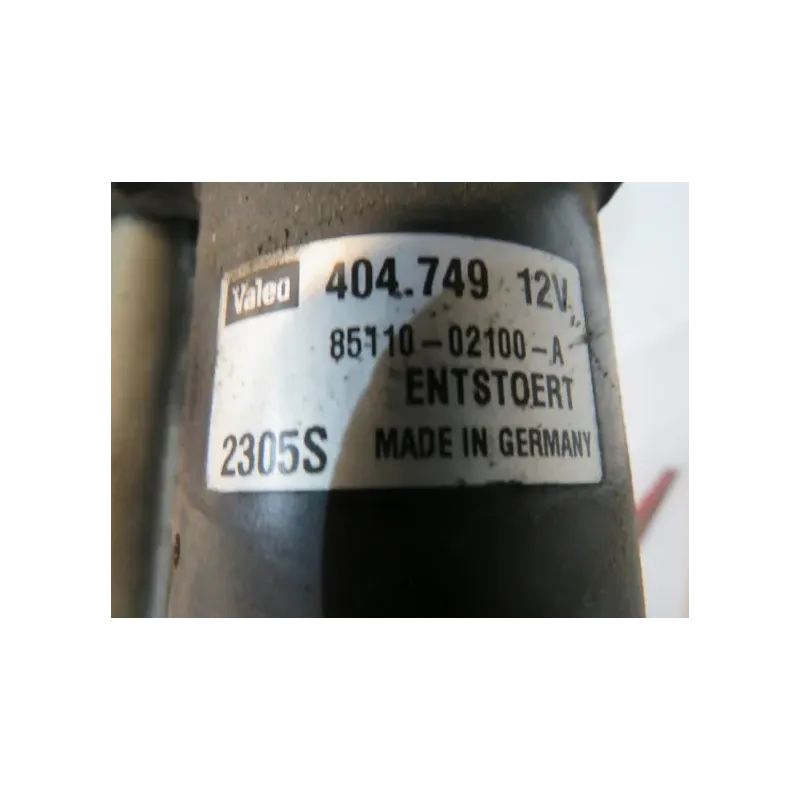 Valeo 404.749 12V
85110-02100-A
ENTSTOERT
2305S MADE IN GERMANY